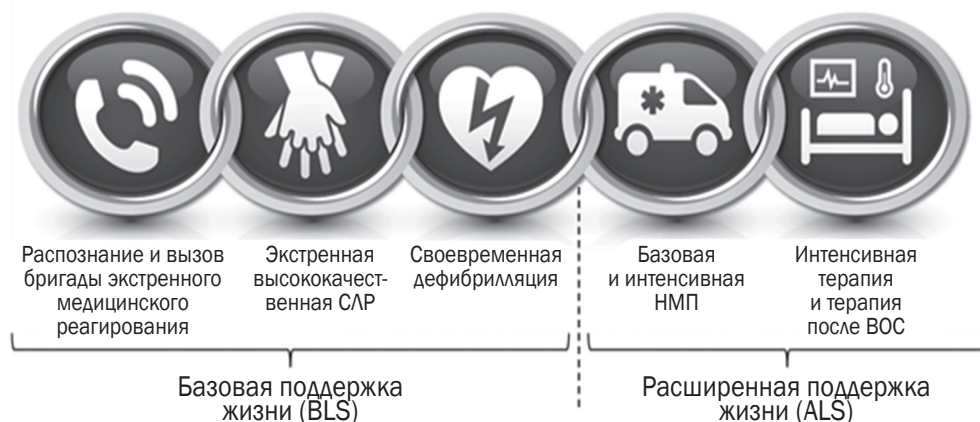 Распознание и вызов
бригады экстренного
медицинского
реагирования
Экстренная
высококачест-
венная СЛР
Своевременная
дефибрилляция
Базовая
и интенсивная
НМП
Интенсивная
терапия
и терапия
после ВОС
Базовая поддержка
жизни (BLS)
Расширенная поддержка
жизни (ALS)